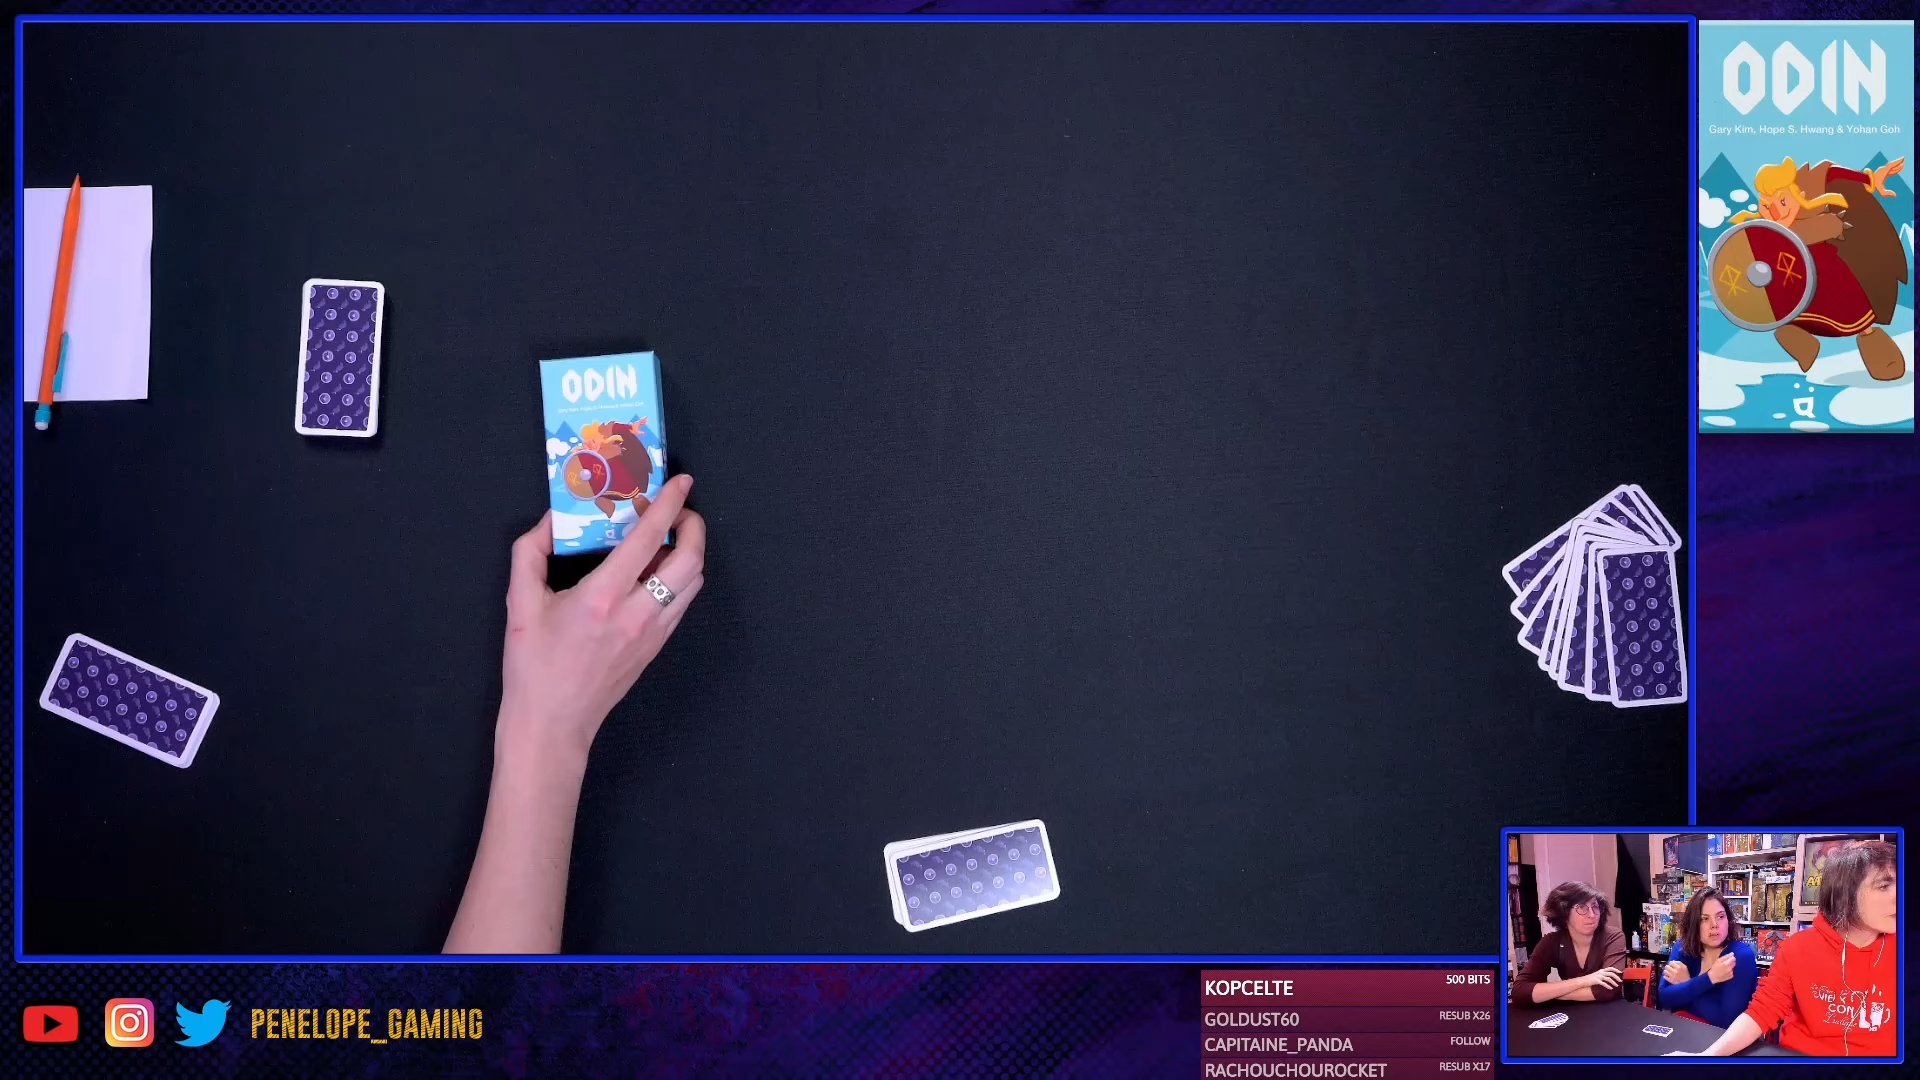 ODIN
Gary Kim, Hope S. Hwang & Yohan Goh
ODIN
PENELOPE_GAMING
KOPCELTE 500 BITS
GOLDUST60 RESUB X26
CAPITAINE_PANDA FOLLOW
RACHOUCHOUROCKET RESUB X17
CON